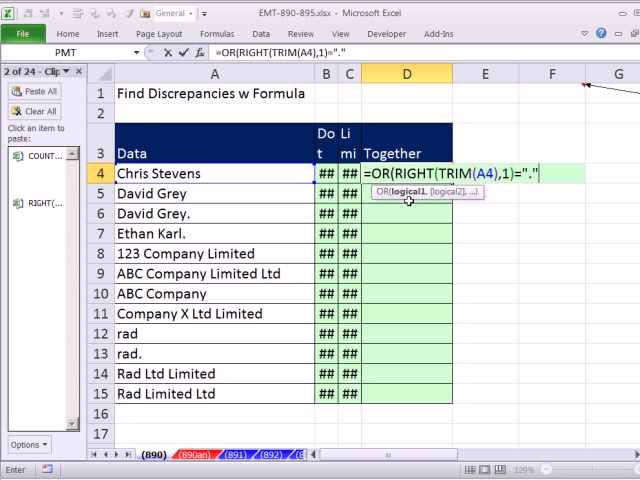 General
EMT-890-895.xlsx - Microsoft Excel
File Home Insert Page Layout Formulas Data Review View Developer Add-Ins
PMT =OR(RIGHT(TRIM(A4),1)="."
2 of 24 - Clip
Paste All
Clear All
Click an item to
paste:
COUNT...
RIGHT(...
Options
A B C D E F G
1 Find Discrepancies w Formula
2
3 Data Do t Li mi Together
4 Chris Stevens ## ## =OR(RIGHT(TRIM(A4),1)="."
OR(logical1, [logical2], ...)
5 David Grey ## ##
6 David Grey. ## ##
7 Ethan Karl. ## ##
8 123 Company Limited ## ##
9 ABC Company Limited Ltd ## ##
10 ABC Company ## ##
11 Company X Ltd Limited ## ##
12 rad ## ##
13 rad. ## ##
14 Rad Ltd Limited ## ##
15 Rad Limited Ltd ## ##
16
17
(890) (890an) (891) (892)
Enter 129%